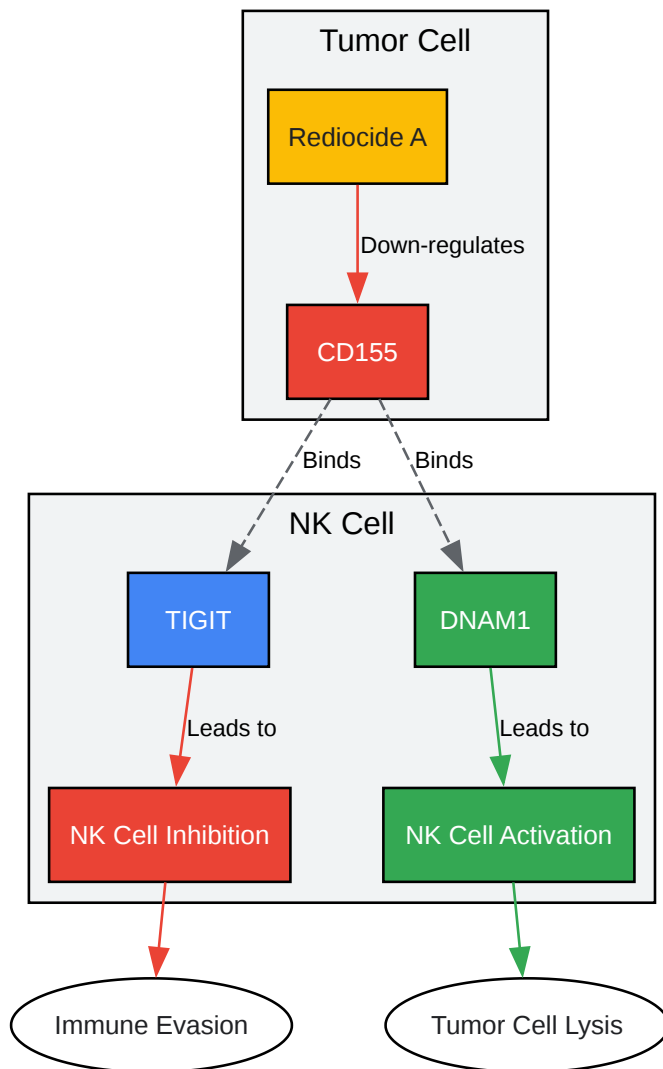 Tumor Cell
Rediocide A
Down-regulates
CD155
Binds
Binds
NK Cell
TIGIT
DNAM1
Leads to
Leads to
NK Cell Inhibition
NK Cell Activation
Immune Evasion
Tumor Cell Lysis